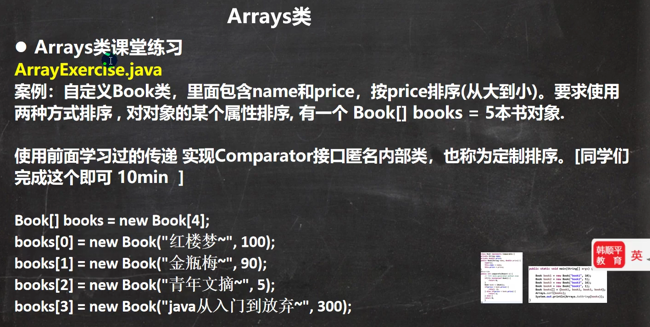 Arrays类
● Arrays类课堂练习
ArrayExercise.java
案例：自定义Book类，里面包含name和price，按price排序(从大到小)。要求使用
两种方式排序 , 对对象的某个属性排序, 有一个 Book[] books = 5本书对象.
使用前面学习过的传递 实现Comparator接口匿名内部类，也称为定制排序。[同学们
完成这个即可 10min ]
Book[] books = new Book[4];
books[0] = new Book("红楼梦~", 100);
books[1] = new Book("金瓶梅~", 90);
books[2] = new Book("青年文摘~", 5);
books[3] = new Book("java从入门到放弃~", 300);
韩顺平
教育
英